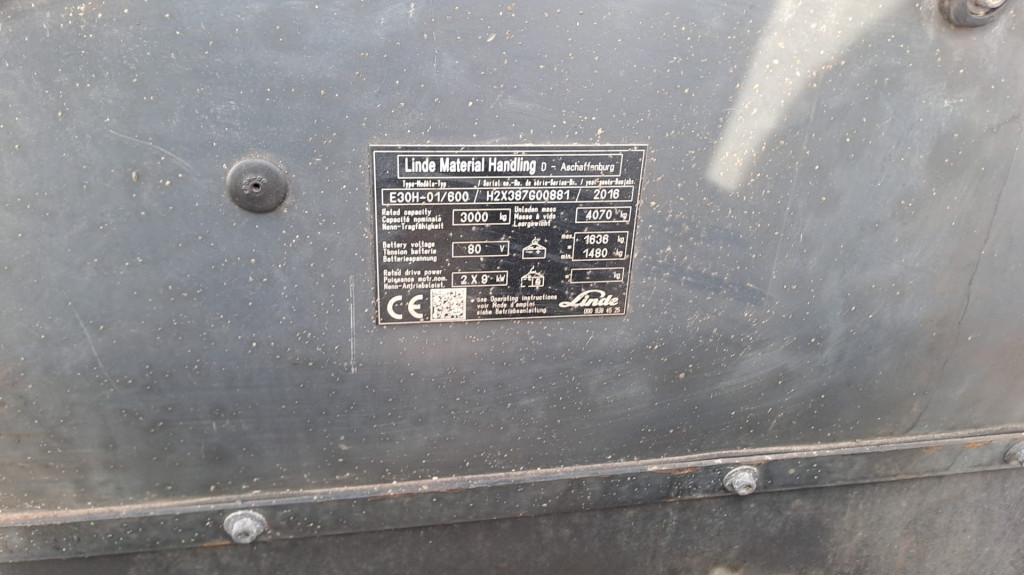 Linde Material Handling D - Aschaffenburg
Type-Modèle-Typ / Serial no.-No. de série-Serien-Nr. / year-année-Baujahr
E30H-01/600 / H2X387G00881 / 2016
Rated capacity
Capacité nominale
Nenn-Tragfähigkeit
3000 kg
Unladen mass
Masse à vide
Leergewicht
4070 kg
Battery voltage
Tension batterie
Batteriespannung
80 V
max. 1636 kg
min. 1480 kg
Rated drive power
Puissance motr.nom.
Nenn-Antriebsleist.
2 X 9 kW
kg
CE
see Operating instructions
voir Mode d'emploi
siehe Betriebsanleitung
Linde